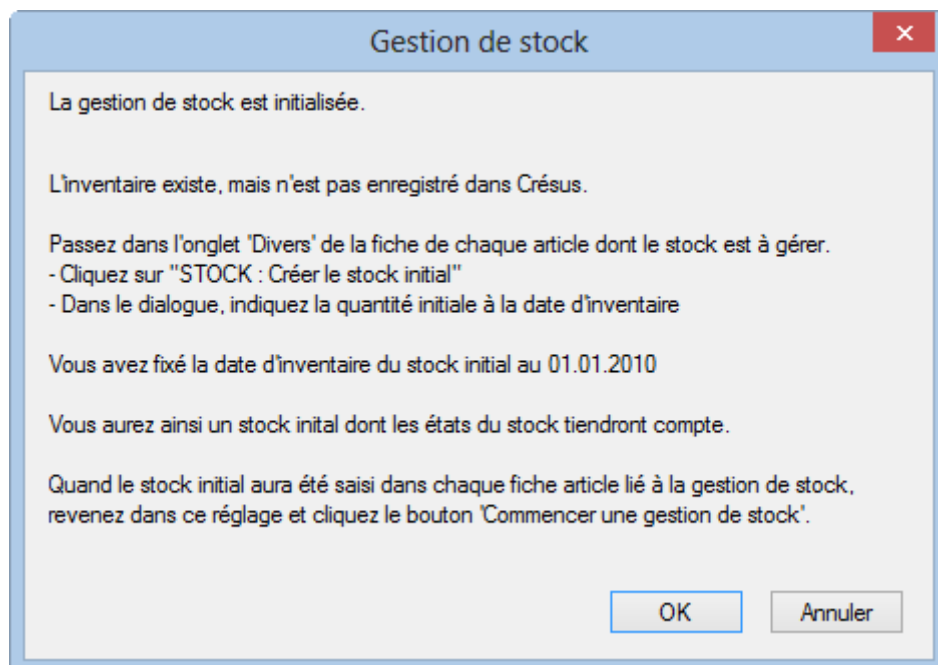 Gestion de stock
La gestion de stock est initialisée.
L'inventaire existe, mais n'est pas enregistré dans Crésus.
Passez dans l'onglet 'Divers' de la fiche de chaque article dont le stock est à gérer.
- Cliquez sur "STOCK : Créer le stock initial"
- Dans le dialogue, indiquez la quantité initiale à la date d'inventaire
Vous avez fixé la date d'inventaire du stock initial au 01.01.2010
Vous aurez ainsi un stock inital dont les états du stock tiendront compte.
Quand le stock initial aura été saisi dans chaque fiche article lié à la gestion de stock,
revenez dans ce réglage et cliquez le bouton 'Commencer une gestion de stock'.
OK
Annuler